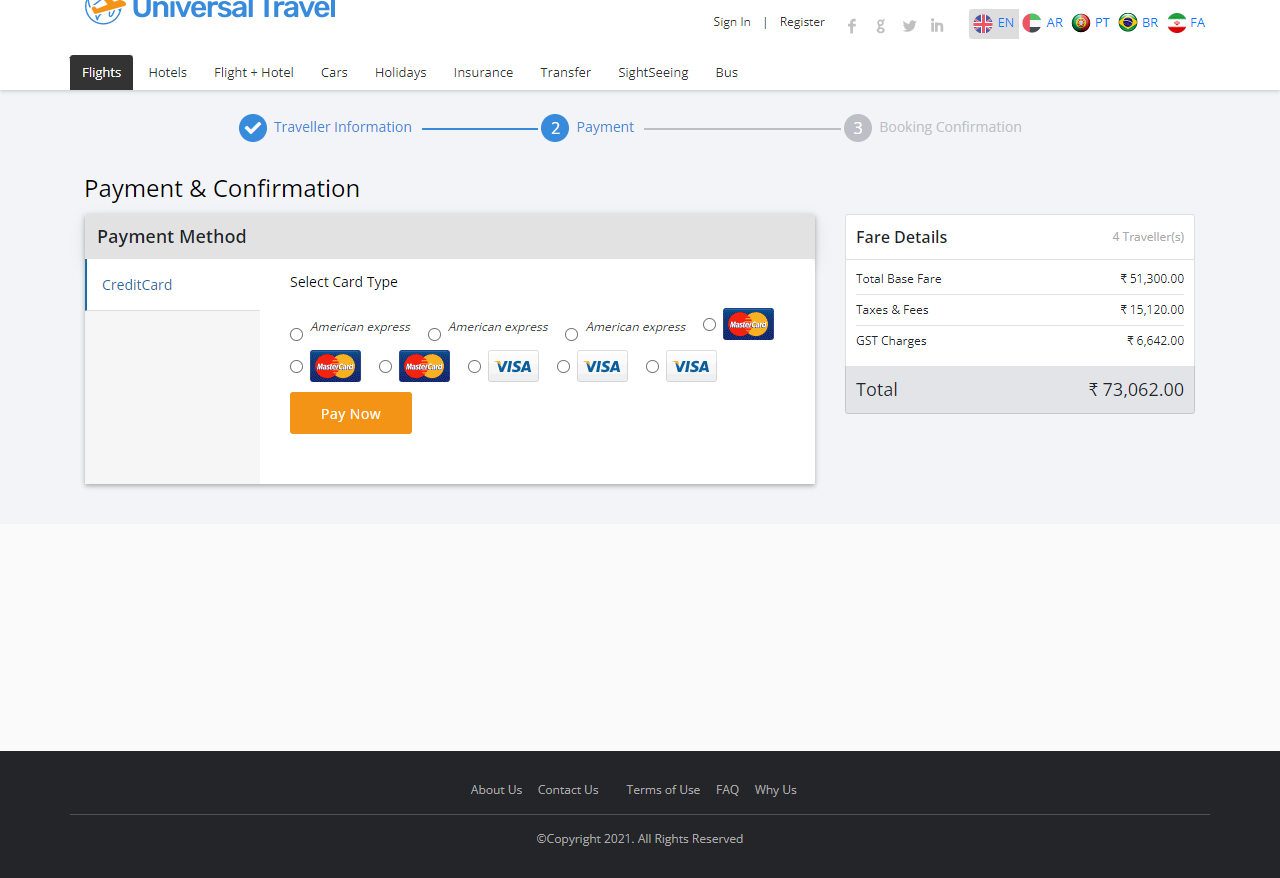 Universal Travel
Sign In | Register
EN AR PT BR FA
Flights Hotels Flight + Hotel Cars Holidays Insurance Transfer SightSeeing Bus
Traveller Information 2 Payment 3 Booking Confirmation
Payment & Confirmation
Payment Method
CreditCard
Select Card Type
American express American express American express MasterCard
MasterCard MasterCard VISA VISA VISA
Pay Now
Fare Details 4 Traveller(s)
Total Base Fare ₹ 51,300.00
Taxes & Fees ₹ 15,120.00
GST Charges ₹ 6,642.00
Total ₹ 73,062.00
About Us Contact Us Terms of Use FAQ Why Us
©Copyright 2021. All Rights Reserved